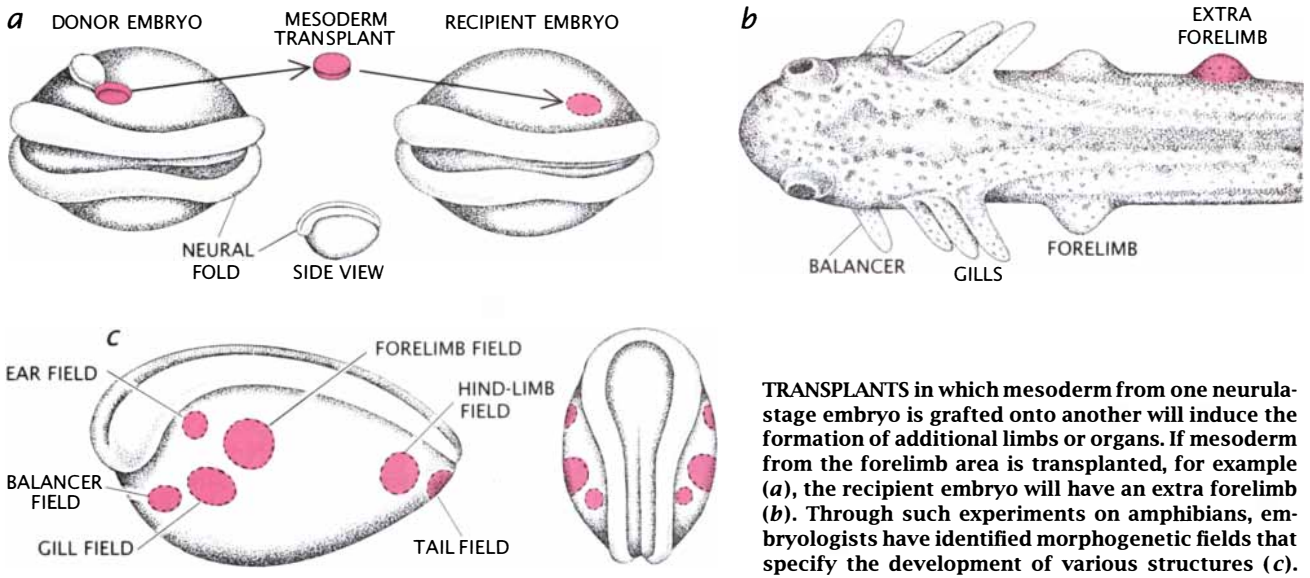 a
DONOR EMBRYO
MESODERM
TRANSPLANT
RECIPIENT EMBRYO
NEURAL
FOLD
SIDE VIEW
b
EXTRA
FORELIMB
BALANCER
GILLS
FORELIMB
c
EAR FIELD
FORELIMB FIELD
HIND-LIMB
FIELD
BALANCER
FIELD
GILL FIELD
TAIL FIELD
TRANSPLANTS in which mesoderm from one neurula-
stage embryo is grafted onto another will induce the
formation of additional limbs or organs. If mesoderm
from the forelimb area is transplanted, for example
(a), the recipient embryo will have an extra forelimb
(b). Through such experiments on amphibians, em-
bryologists have identified morphogenetic fields that
specify the development of various structures (c).